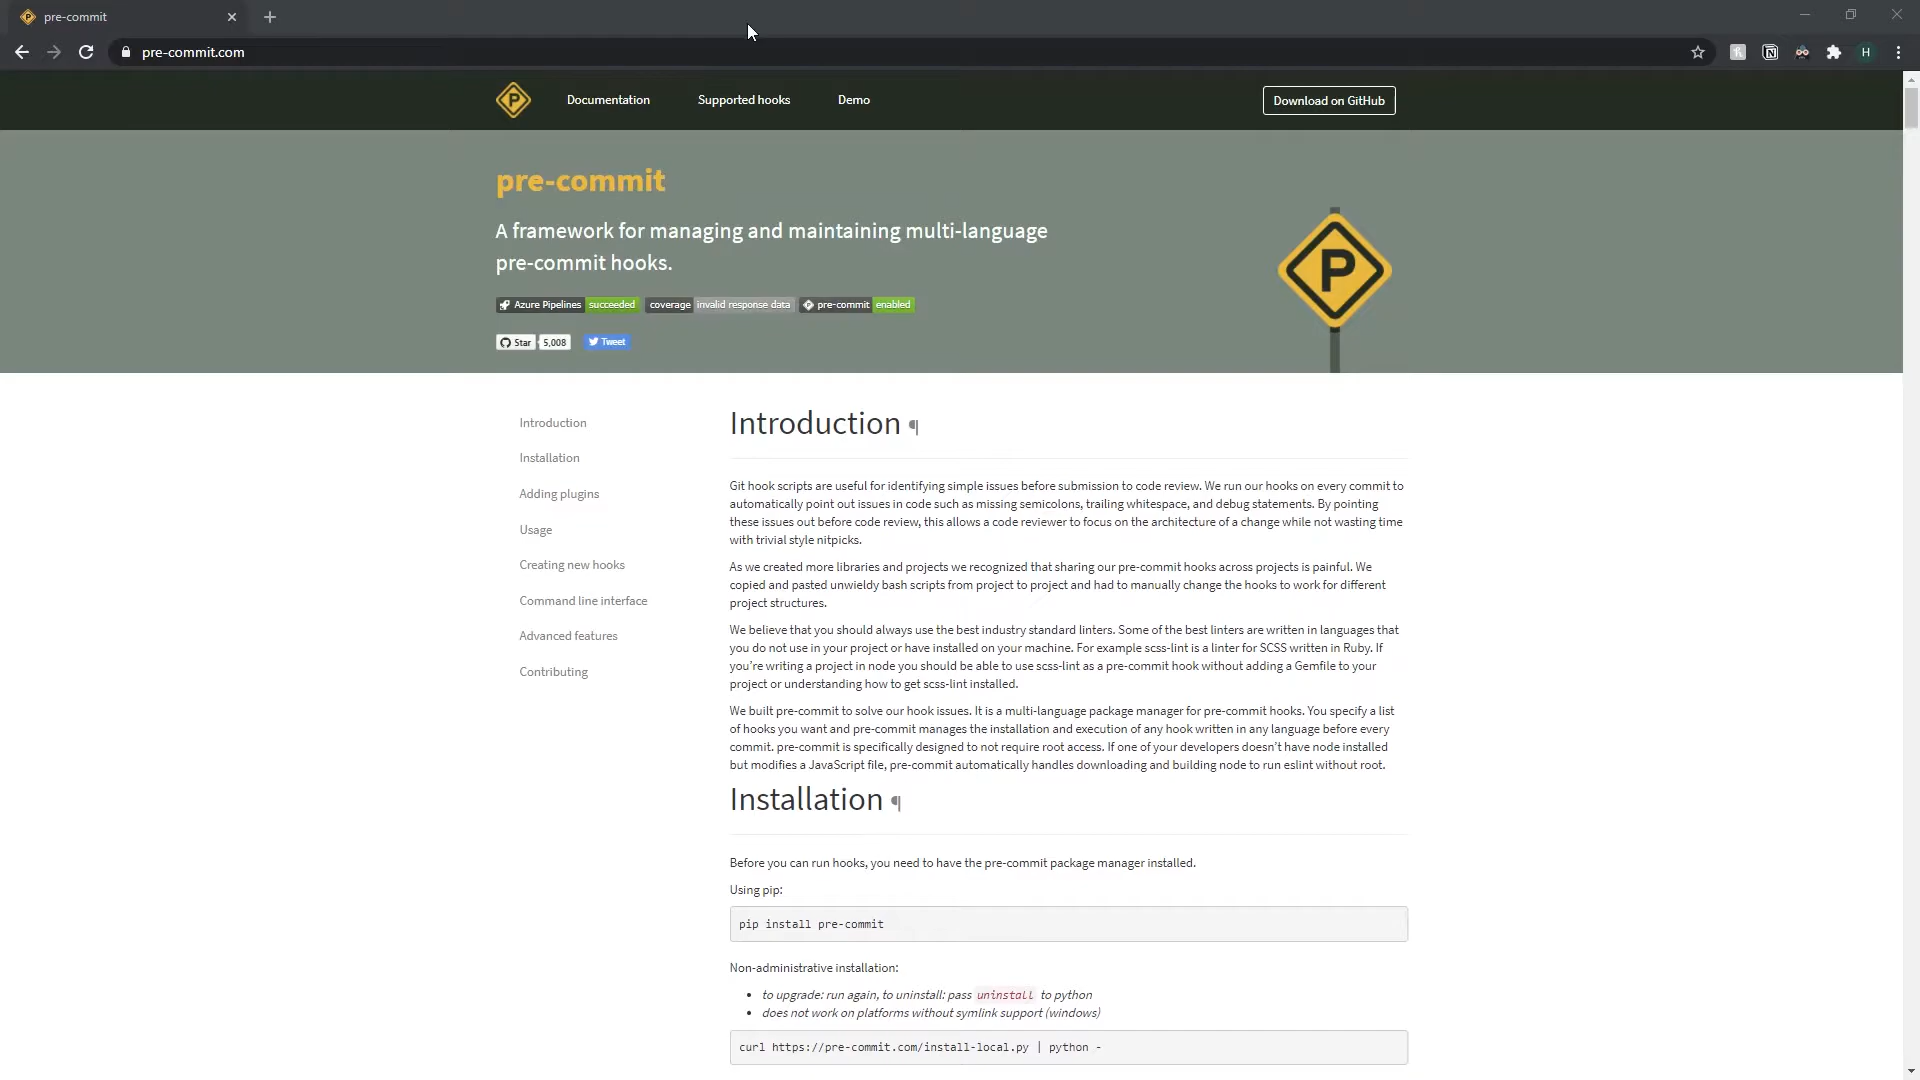 pre-commit
pre-commit.com
H
P
Documentation
Supported hooks
Demo
Download on GitHub
pre-commit
A framework for managing and maintaining multi-language
pre-commit hooks.
Azure Pipelines succeeded
coverage invalid response data
pre-commit enabled
Star 5,008
Tweet
P
Introduction
Installation
Adding plugins
Usage
Creating new hooks
Command line interface
Advanced features
Contributing
Introduction ¶
Git hook scripts are useful for identifying simple issues before submission to code review. We run our hooks on every commit to
automatically point out issues in code such as missing semicolons, trailing whitespace, and debug statements. By pointing
these issues out before code review, this allows a code reviewer to focus on the architecture of a change while not wasting time
with trivial style nitpicks.
As we created more libraries and projects we recognized that sharing our pre-commit hooks across projects is painful. We
copied and pasted unwieldy bash scripts from project to project and had to manually change the hooks to work for different
project structures.
We believe that you should always use the best industry standard linters. Some of the best linters are written in languages that
you do not use in your project or have installed on your machine. For example scss-lint is a linter for SCSS written in Ruby. If
you're writing a project in node you should be able to use scss-lint as a pre-commit hook without adding a Gemfile to your
project or understanding how to get scss-lint installed.
We built pre-commit to solve our hook issues. It is a multi-language package manager for pre-commit hooks. You specify a list
of hooks you want and pre-commit manages the installation and execution of any hook written in any language before every
commit. pre-commit is specifically designed to not require root access. If one of your developers doesn't have node installed
but modifies a JavaScript file, pre-commit automatically handles downloading and building node to run eslint without root.
Installation ¶
Before you can run hooks, you need to have the pre-commit package manager installed.
Using pip:
pip install pre-commit
Non-administrative installation:
• to upgrade: run again, to uninstall: pass uninstall to python
• does not work on platforms without symlink support (windows)
curl https://pre-commit.com/install-local.py | python -